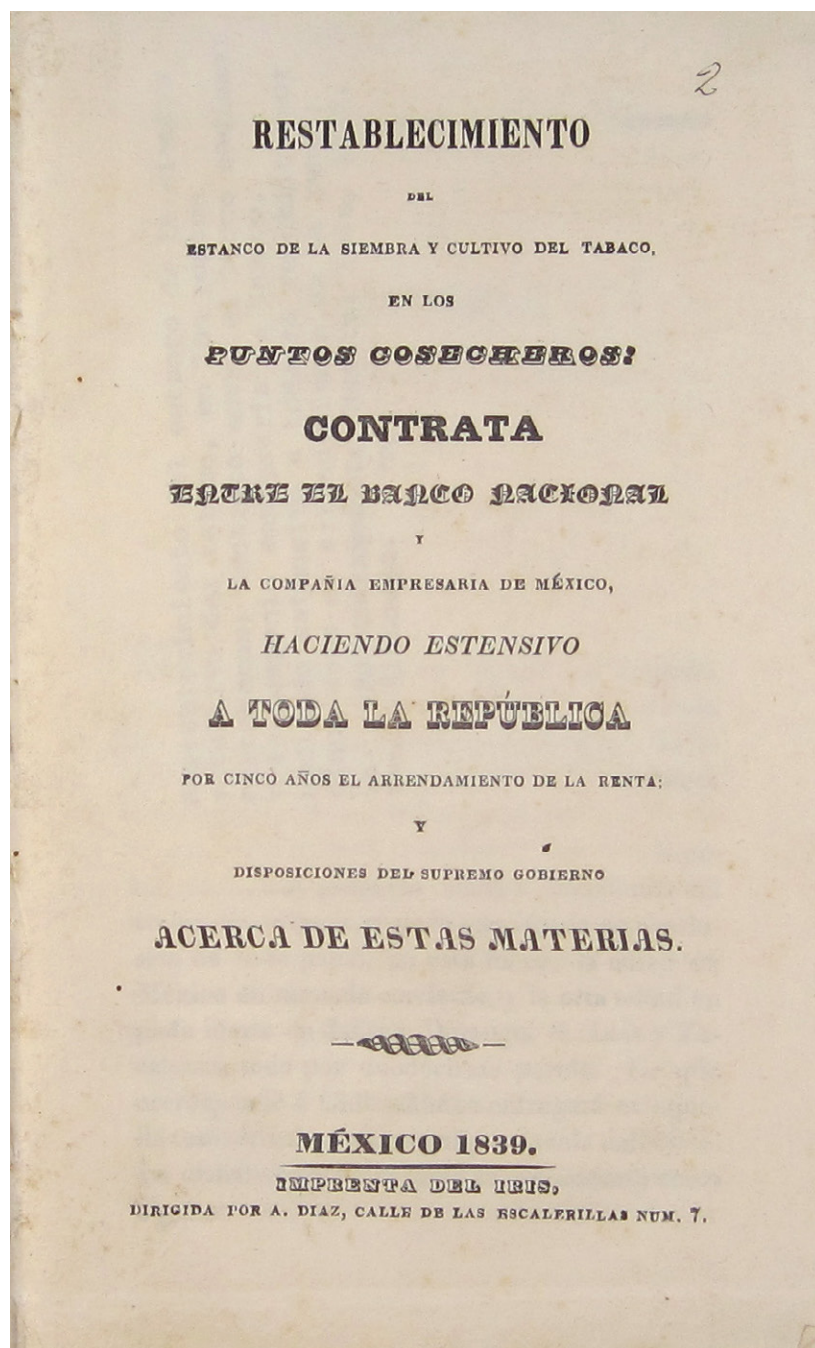 2
RESTABLECIMIENTO
DEL
ESTANCO DE LA SIEMBRA Y CULTIVO DEL TABACO,
EN LOS
PUNTOS COSECHEROS:
CONTRATA
ENTRE EL BANCO NACIONAL
Y
LA COMPAÑIA EMPRESARIA DE MÉXICO,
HACIENDO ESTENSIVO
A TODA LA REPÚBLICA
POR CINCO AÑOS EL ARRENDAMIENTO DE LA RENTA;
Y
DISPOSICIONES DEL SUPREMO GOBIERNO
ACERCA DE ESTAS MATERIAS.
MÉXICO 1839.
IMPRENTA DEL IRIS,
DIRIGIDA POR A. DIAZ, CALLE DE LAS ESCALERILLAS NUM. 7.